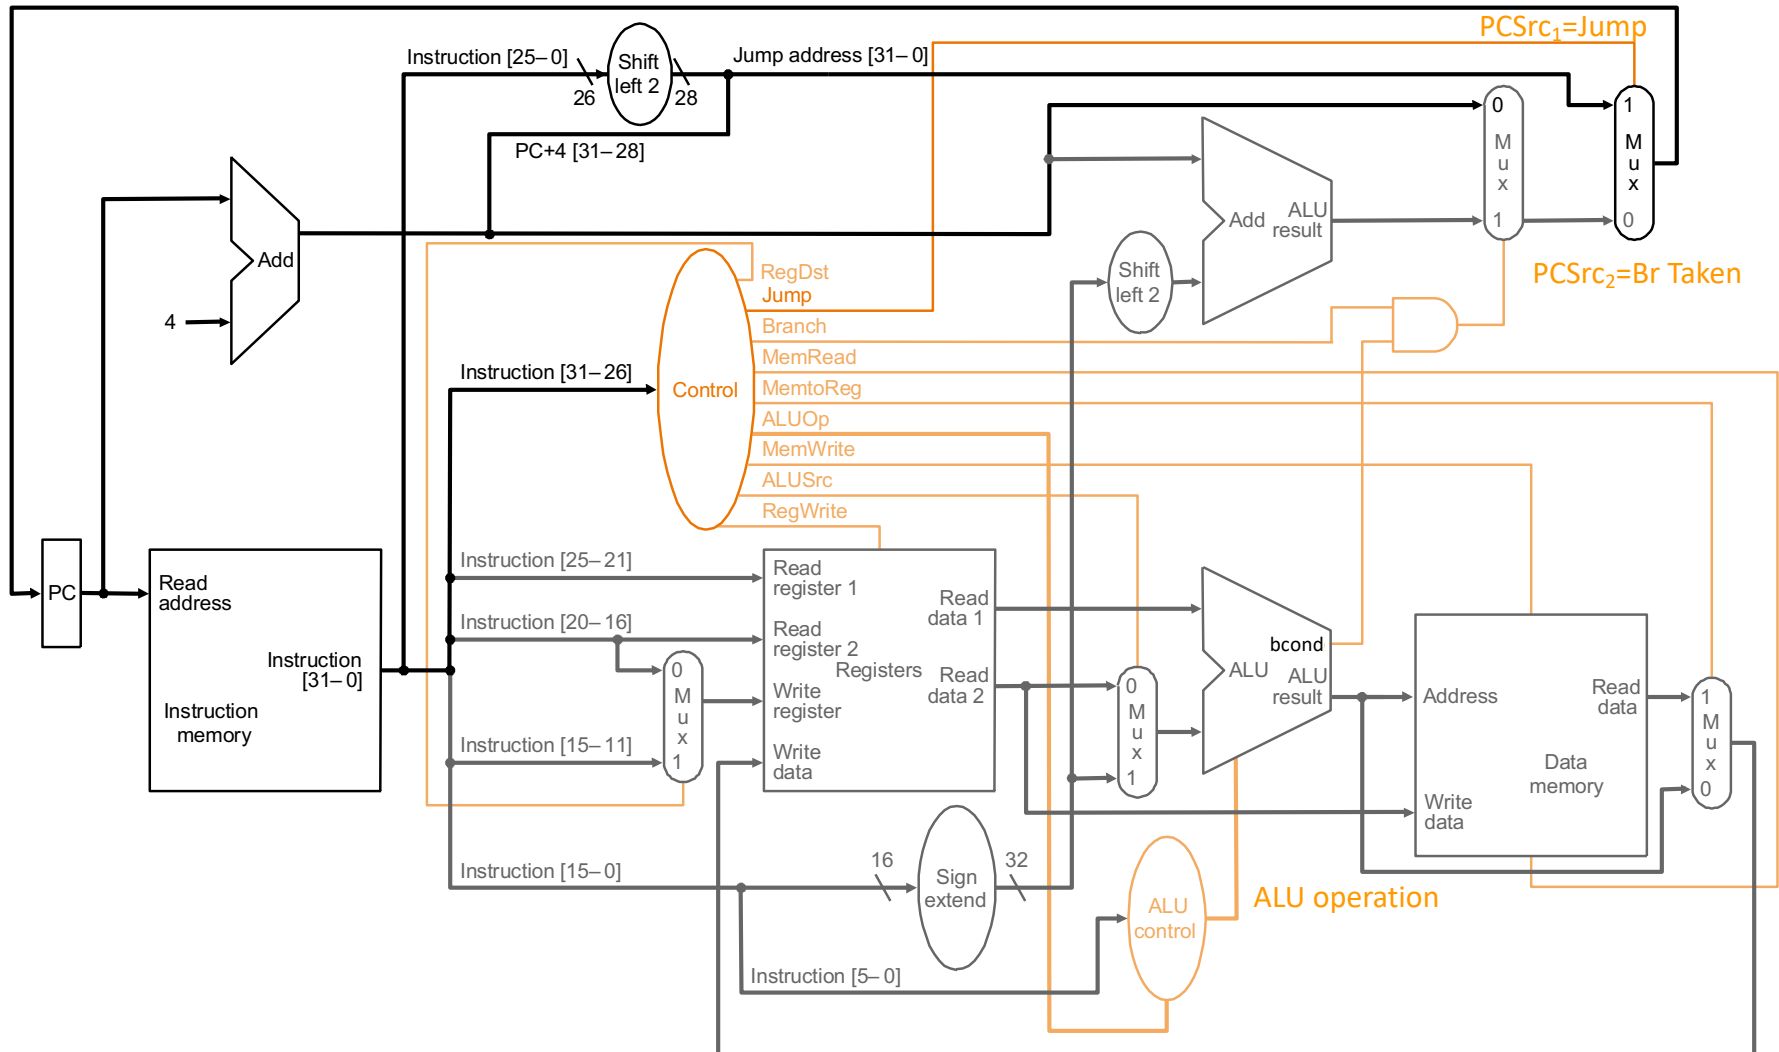 PCSrc₁=Jump
Instruction [25–0]
Shift
left 2
Jump address [31–0]
26
28
PC+4 [31–28]
0
M
u
x
1
1
M
u
x
0
Add
ALU
result
Add
4
Shift
left 2
PCSrc₂=Br Taken
RegDst
Jump
Branch
MemRead
MemtoReg
ALUOp
MemWrite
ALUSrc
RegWrite
Instruction [31–26]
Control
PC
Read
address
Instruction
[31–0]
Instruction
memory
Instruction [25–21]
Instruction [20–16]
Instruction [15–11]
Instruction [15–0]
0
M
u
x
1
Read
register 1
Read
register 2
Registers
Write
register
Write
data
Read
data 1
Read
data 2
0
M
u
x
1
bcond
ALU
ALU
result
Address
Read
data
Data
memory
Write
data
1
M
u
x
0
16
Sign
extend
32
ALU
control
ALU operation
Instruction [5–0]